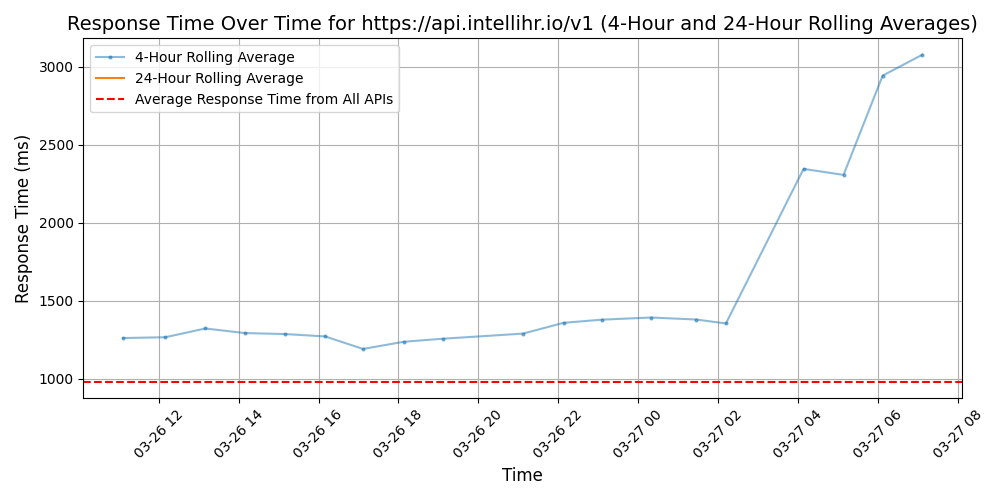 Response Time Over Time for https://api.intellihr.io/v1 (4-Hour and 24-Hour Rolling Averages)
4-Hour Rolling Average
24-Hour Rolling Average
Average Response Time from All APIs
Response Time (ms)
3000
2500
2000
1500
1000
03-26 12
03-26 14
03-26 16
03-26 18
03-26 20
03-26 22
03-27 00
03-27 02
03-27 04
03-27 06
03-27 08
Time